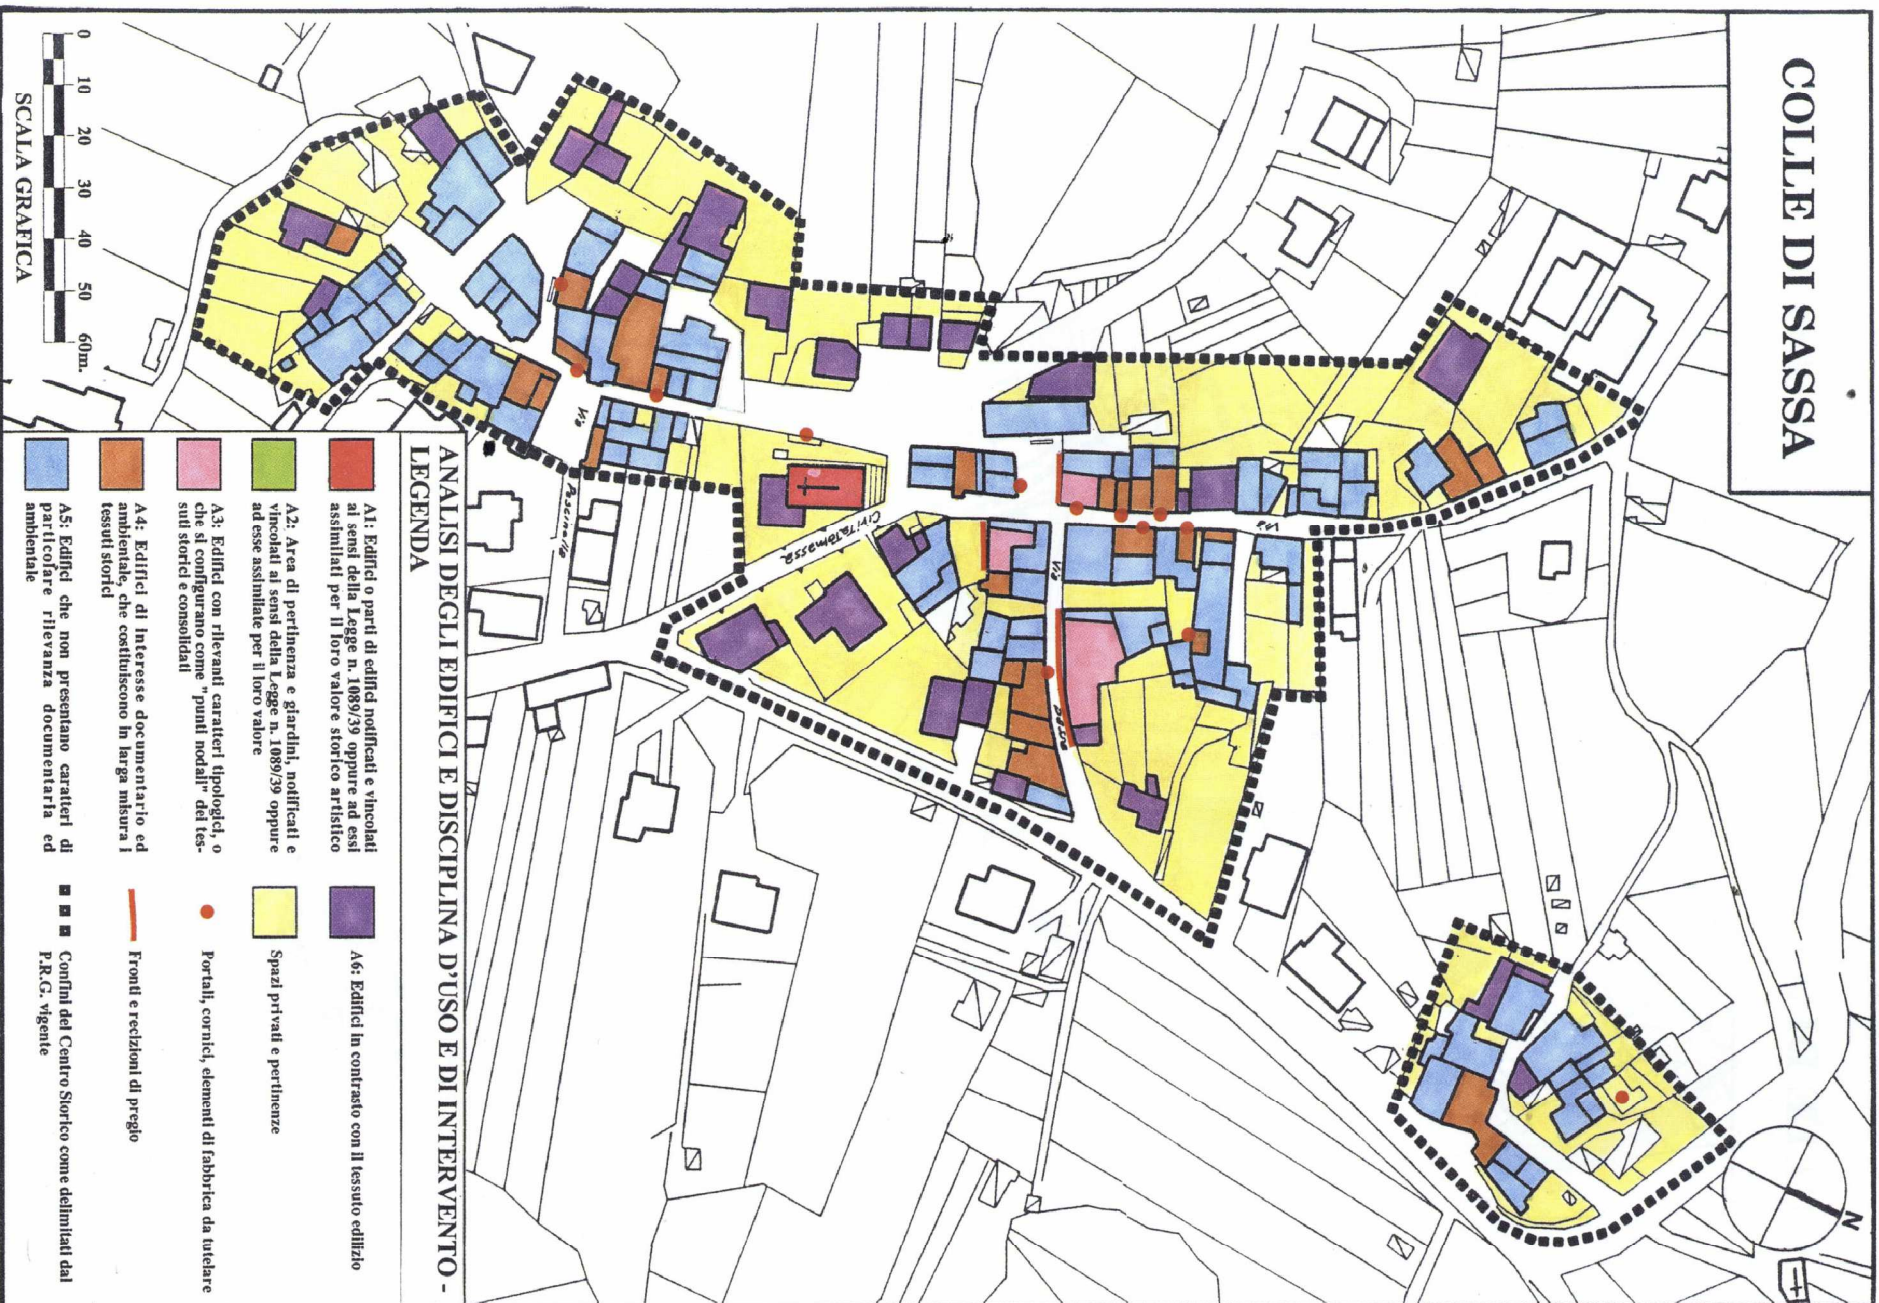 COLLE DI SASSA
ANALISI DEGLI EDIFICI E DISCIPLINA D'USO E DI INTERVENTO -
LEGENDA
A1: Edifici o parti di edifici notificati e vincolati
ai sensi della Legge n. 1089/39 oppure ad essi
assimilati per il loro valore storico artistico
A2: Area di pertinenza e giardini, notificati e
vincolati ai sensi della Legge n. 1089/39 oppure
ad esse assimilate per il loro valore
A3: Edifici con rilevanti caratteri tipologici, o
che si configurano come "punti nodali" dei tes-
suti storici e consolidati
A4: Edifici di interesse documentario ed
ambientale, che costituiscono in larga misura i
tessuti storici
A5: Edifici che non presentano caratteri di
particolare rilevanza documentaria ed
ambientale
A6: Edifici in contrasto con il tessuto edilizio
Spazi privati e pertinenze
Portali, cornici, elementi di fabbrica da tutelare
Fronti e recizioni di pregio
Confini del Centro Storico come delimitati dal
P.R.G. vigente
0 10 20 30 40 50 60m.
SCALA GRAFICA
N
Via
Via
Via
Civitatomassa